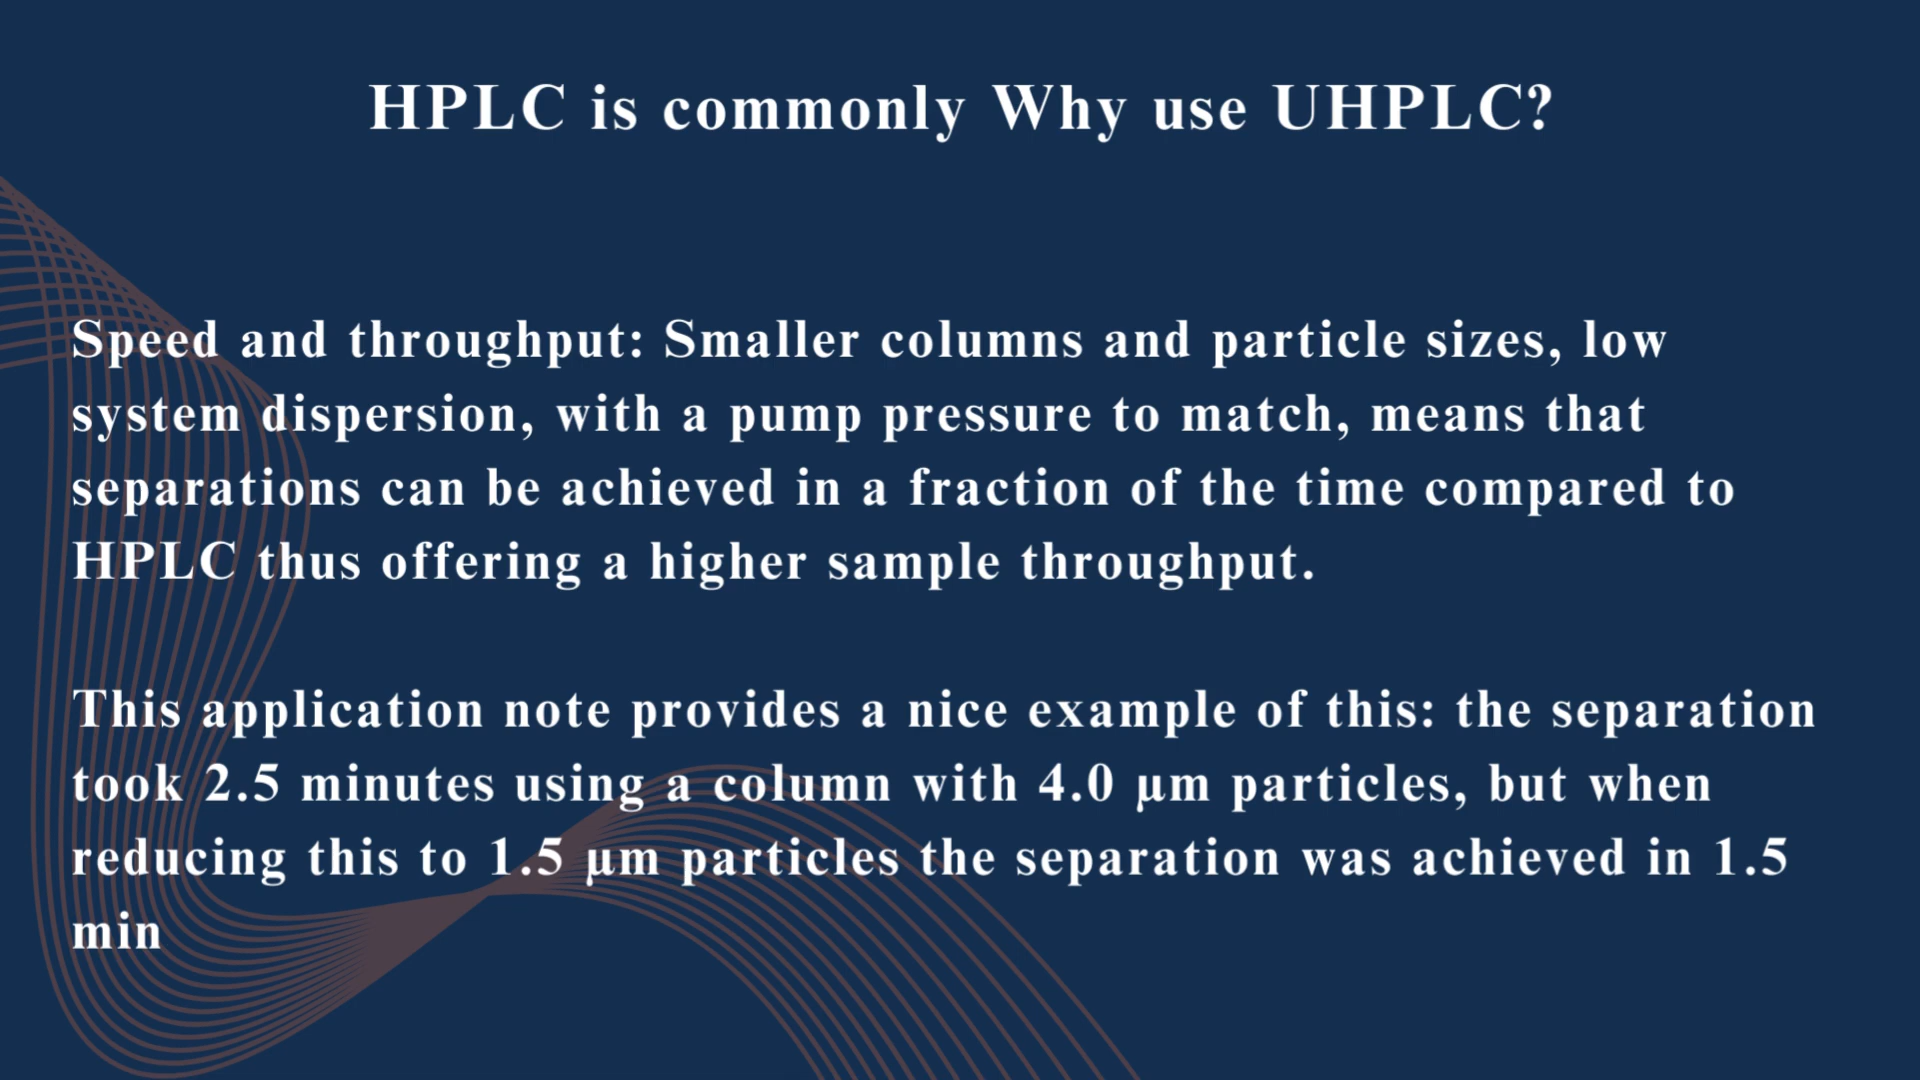 HPLC is commonly Why use UHPLC?
Speed and throughput: Smaller columns and particle sizes, low
system dispersion, with a pump pressure to match, means that
separations can be achieved in a fraction of the time compared to
HPLC thus offering a higher sample throughput.
This application note provides a nice example of this: the separation
took 2.5 minutes using a column with 4.0 µm particles, but when
reducing this to 1.5 µm particles the separation was achieved in 1.5
min